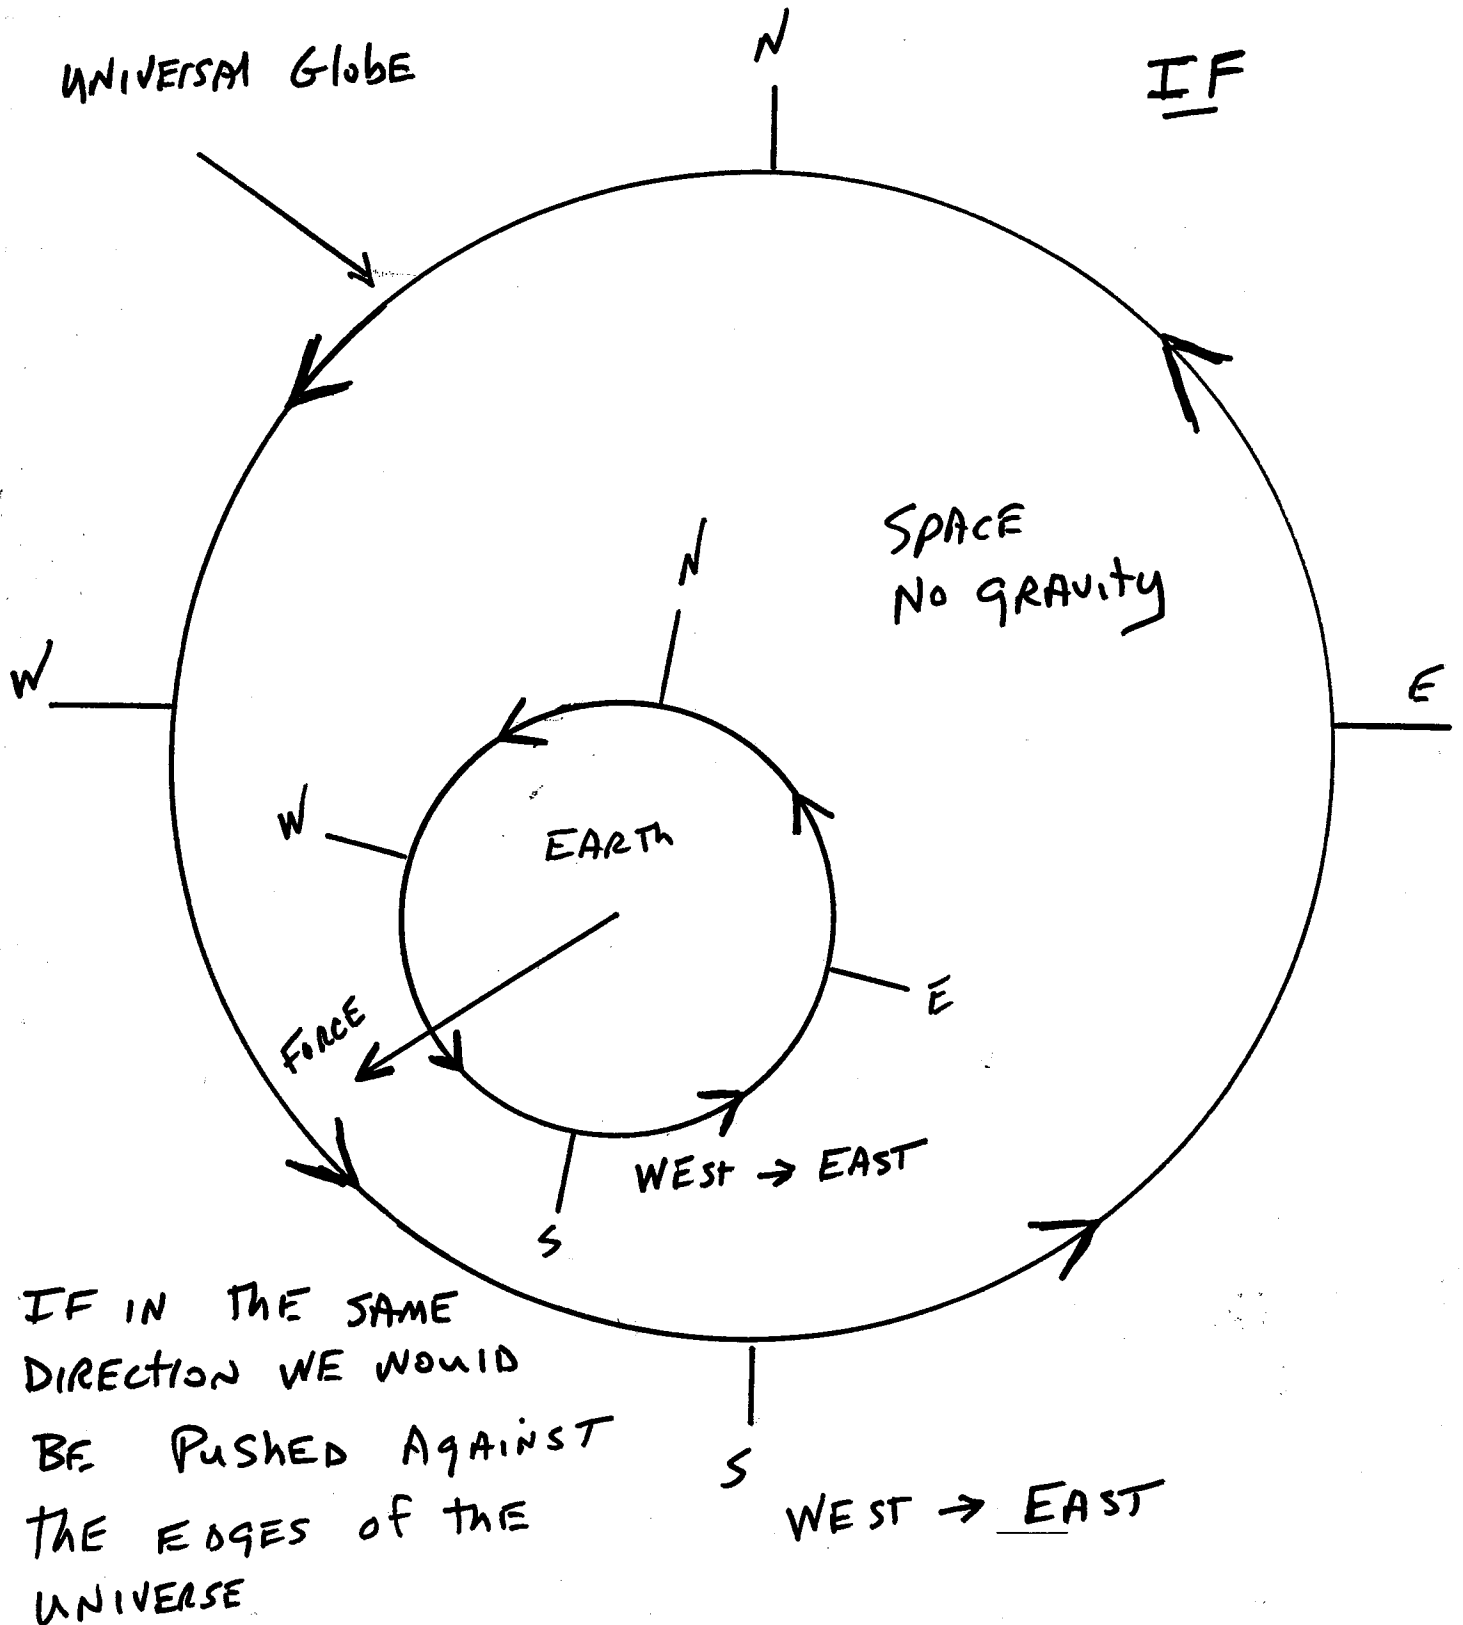 N
UNIVERSAl GlobE
IF
SPACE
NO GRAVITy
N
W
E
W
EARTh
E
FORCE
WESt → EAST
S
IF IN ThE SAME
DIRECtION WE WOUlD
BE PUShED AgAINST
ThE EDGES of thE
UNIVERSE
S
WEST → EAST